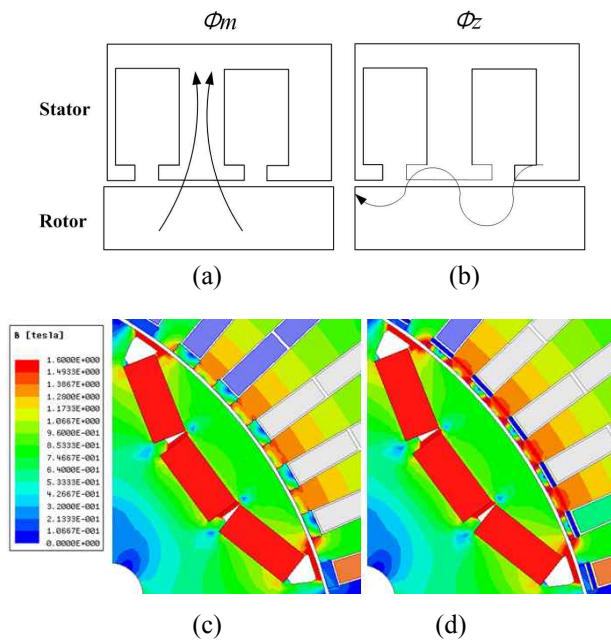 Φm
Φz
Stator
Rotor
(a)
(b)
B [tesla]
1.6000E+000
1.4933E+000
1.3867E+000
1.2800E+000
1.1733E+000
1.0667E+000
9.6000E-001
8.5333E-001
7.4667E-001
6.4000E-001
5.3333E-001
4.2667E-001
3.2000E-001
2.1333E-001
1.0667E-001
0.0000E+000
(c)
(d)